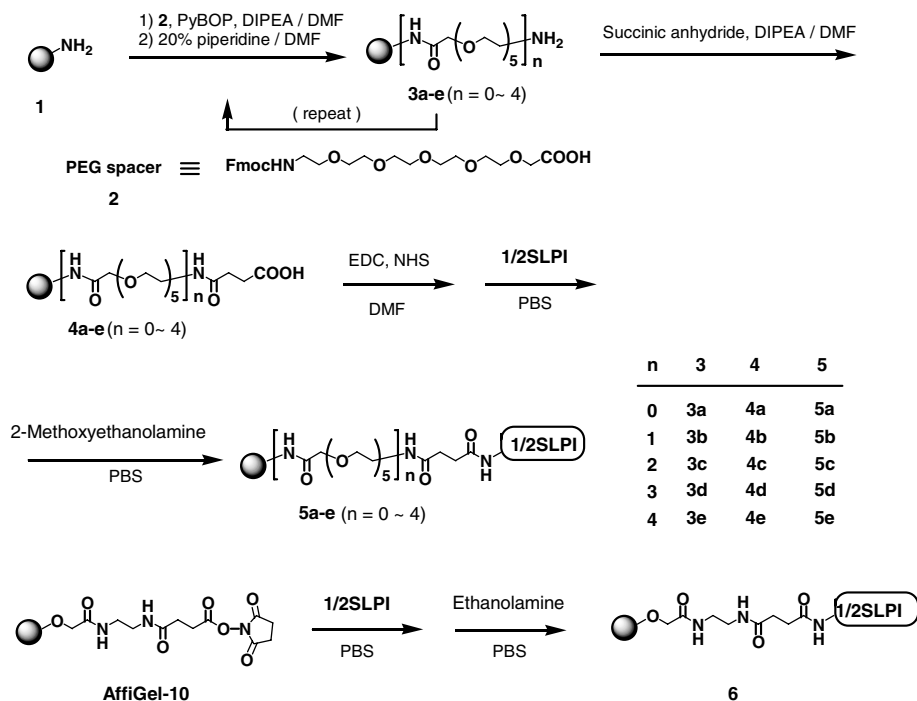 NH2
1
1) 2, PyBOP, DIPEA / DMF
2) 20% piperidine / DMF
H
N
O
O
5
NH2
n
3a-e (n = 0~ 4)
Succinic anhydride, DIPEA / DMF
( repeat )
PEG spacer ≡
2
FmocHN
O
O
O
O
O
COOH
H
N
O
O
5
H
N
n
O
COOH
4a-e (n = 0~ 4)
EDC, NHS
DMF
1/2SLPI
PBS
2-Methoxyethanolamine
PBS
H
N
O
O
5
H
N
n
O
O
N
H
1/2SLPI
5a-e (n = 0 ~ 4)
n 3 4 5
0 3a 4a 5a
1 3b 4b 5b
2 3c 4c 5c
3 3d 4d 5d
4 3e 4e 5e
O
O
N
H
H
N
O
O
O
N
O
O
AffiGel-10
1/2SLPI
PBS
Ethanolamine
PBS
O
O
N
H
H
N
O
O
N
H
1/2SLPI
6